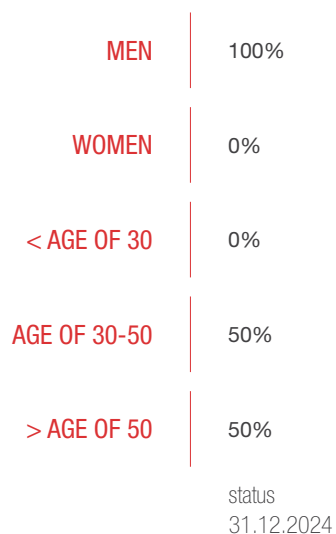 MEN 100%
WOMEN 0%
< AGE OF 30 0%
AGE OF 30-50 50%
> AGE OF 50 50%
status
31.12.2024